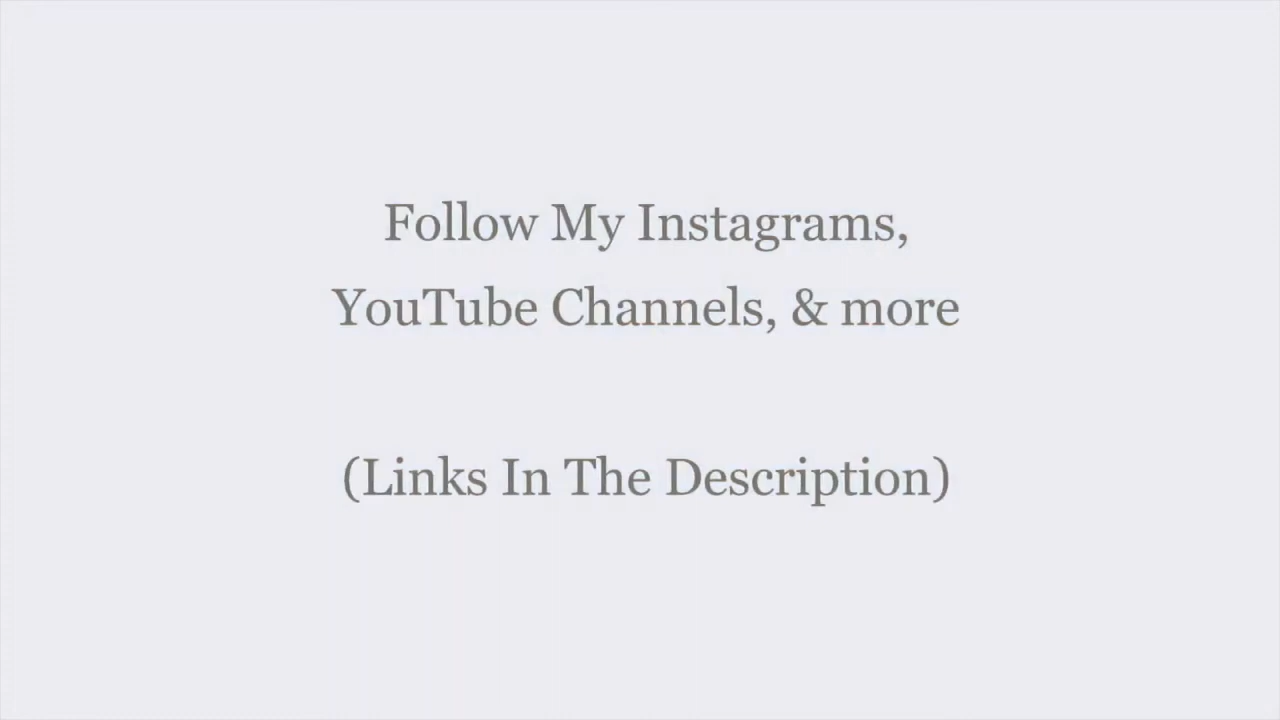 Follow My Instagrams,
YouTube Channels, & more
(Links In The Description)